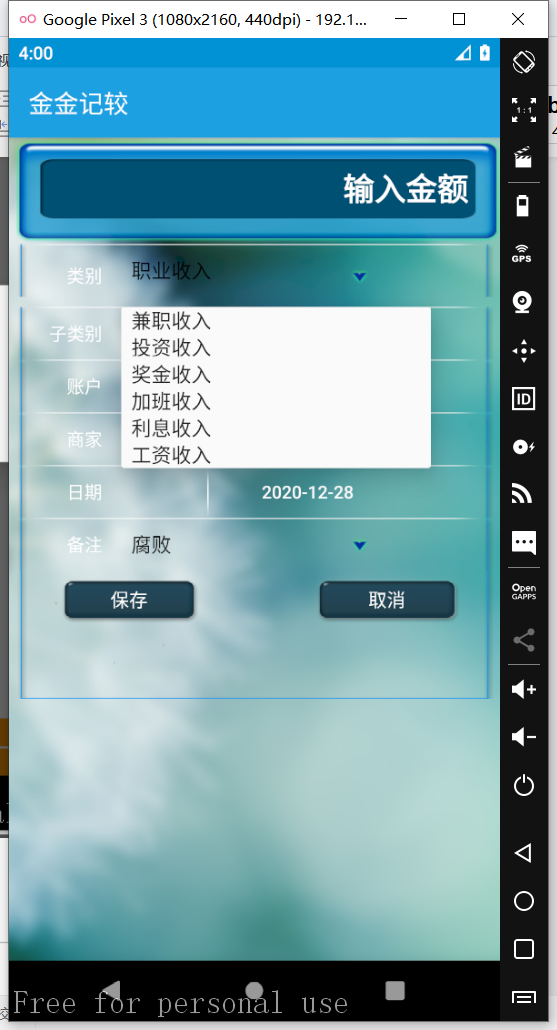 Google Pixel 3 (1080x2160, 440dpi) - 192.1...
4:00
金金记较
输入金额
类别 职业收入
子类别
兼职收入
投资收入
奖金收入
加班收入
利息收入
工资收入
账户
商家
日期 2020-12-28
备注 腐败
保存 取消
1:1
GPS
ID
Open
GAPPS
Free for personal use